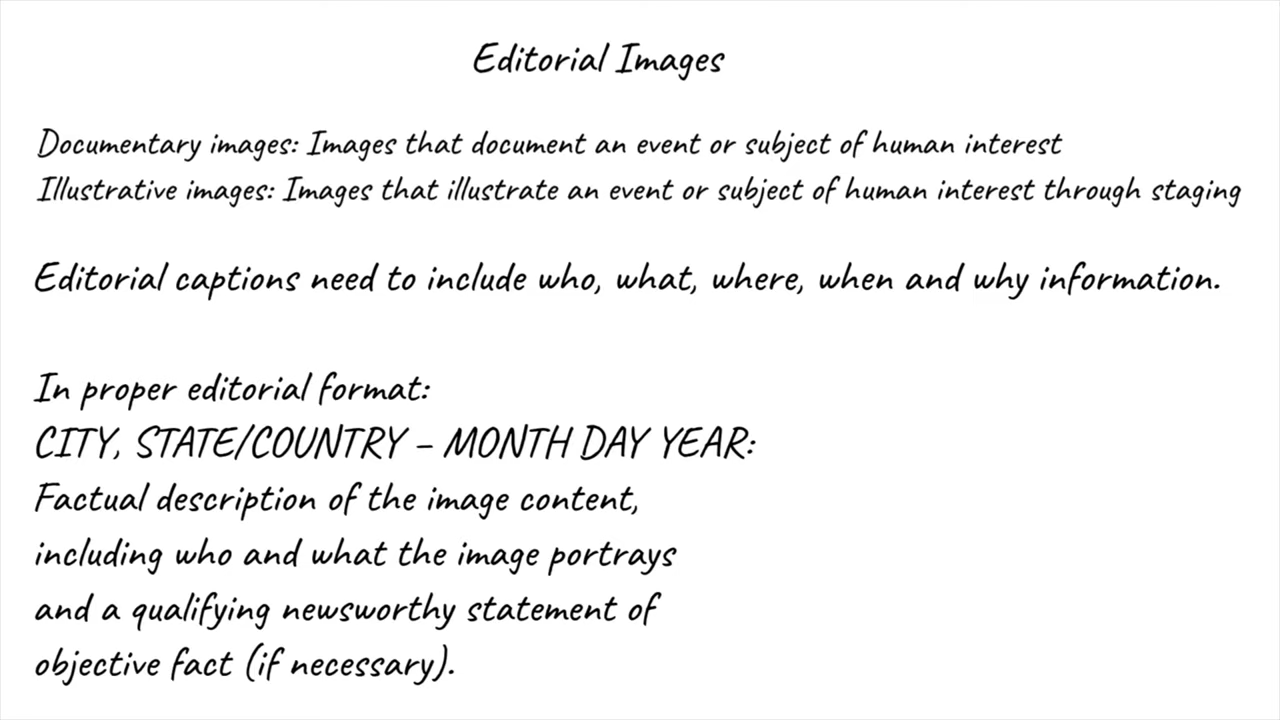 Editorial Images
Documentary images: Images that document an event or subject of human interest
Illustrative images: Images that illustrate an event or subject of human interest through staging
Editorial captions need to include who, what, where, when and why information.
In proper editorial format:
CITY, STATE/COUNTRY – MONTH DAY YEAR:
Factual description of the image content,
including who and what the image portrays
and a qualifying newsworthy statement of
objective fact (if necessary).